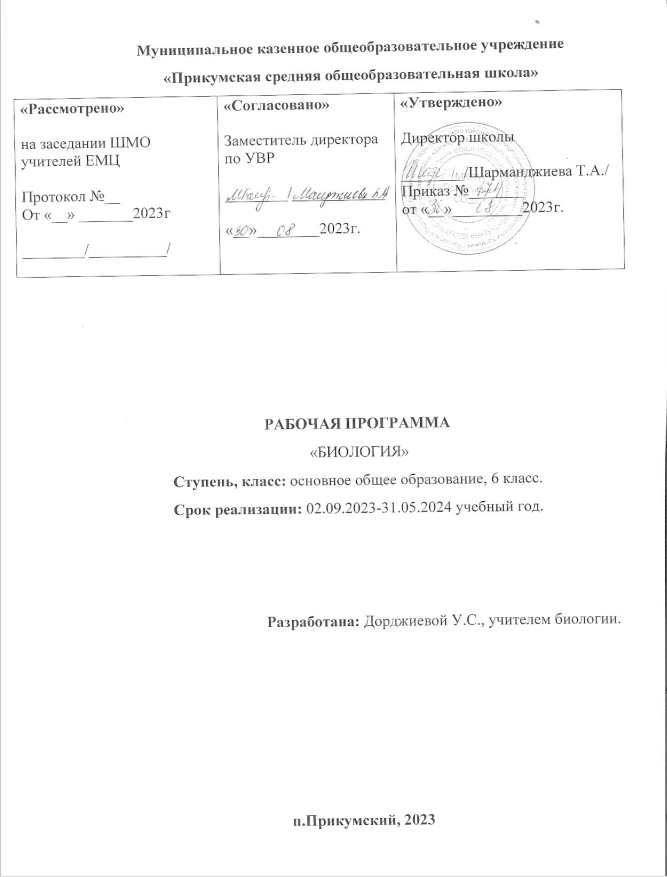 Муниципальное казенное общеобразовательное учреждение
«Прикумская средняя общеобразовательная школа»
«Рассмотрено»
на заседании ШМО
учителей ЕМЦ
Протокол №__
От «__» _______2023г
________/__________/
«Согласовано»
Заместитель директора
по УВР
«30» 08 2023г.
«Утверждено»
Директор школы
/Шарманджиева Т.А./
Приказ №
от «30» 08 2023г.
РАБОЧАЯ ПРОГРАММА
«БИОЛОГИЯ»
Ступень, класс: основное общее образование, 6 класс.
Срок реализации: 02.09.2023-31.05.2024 учебный год.
Разработана: Дорджиевой У.С., учителем биологии.
п.Прикумский, 2023